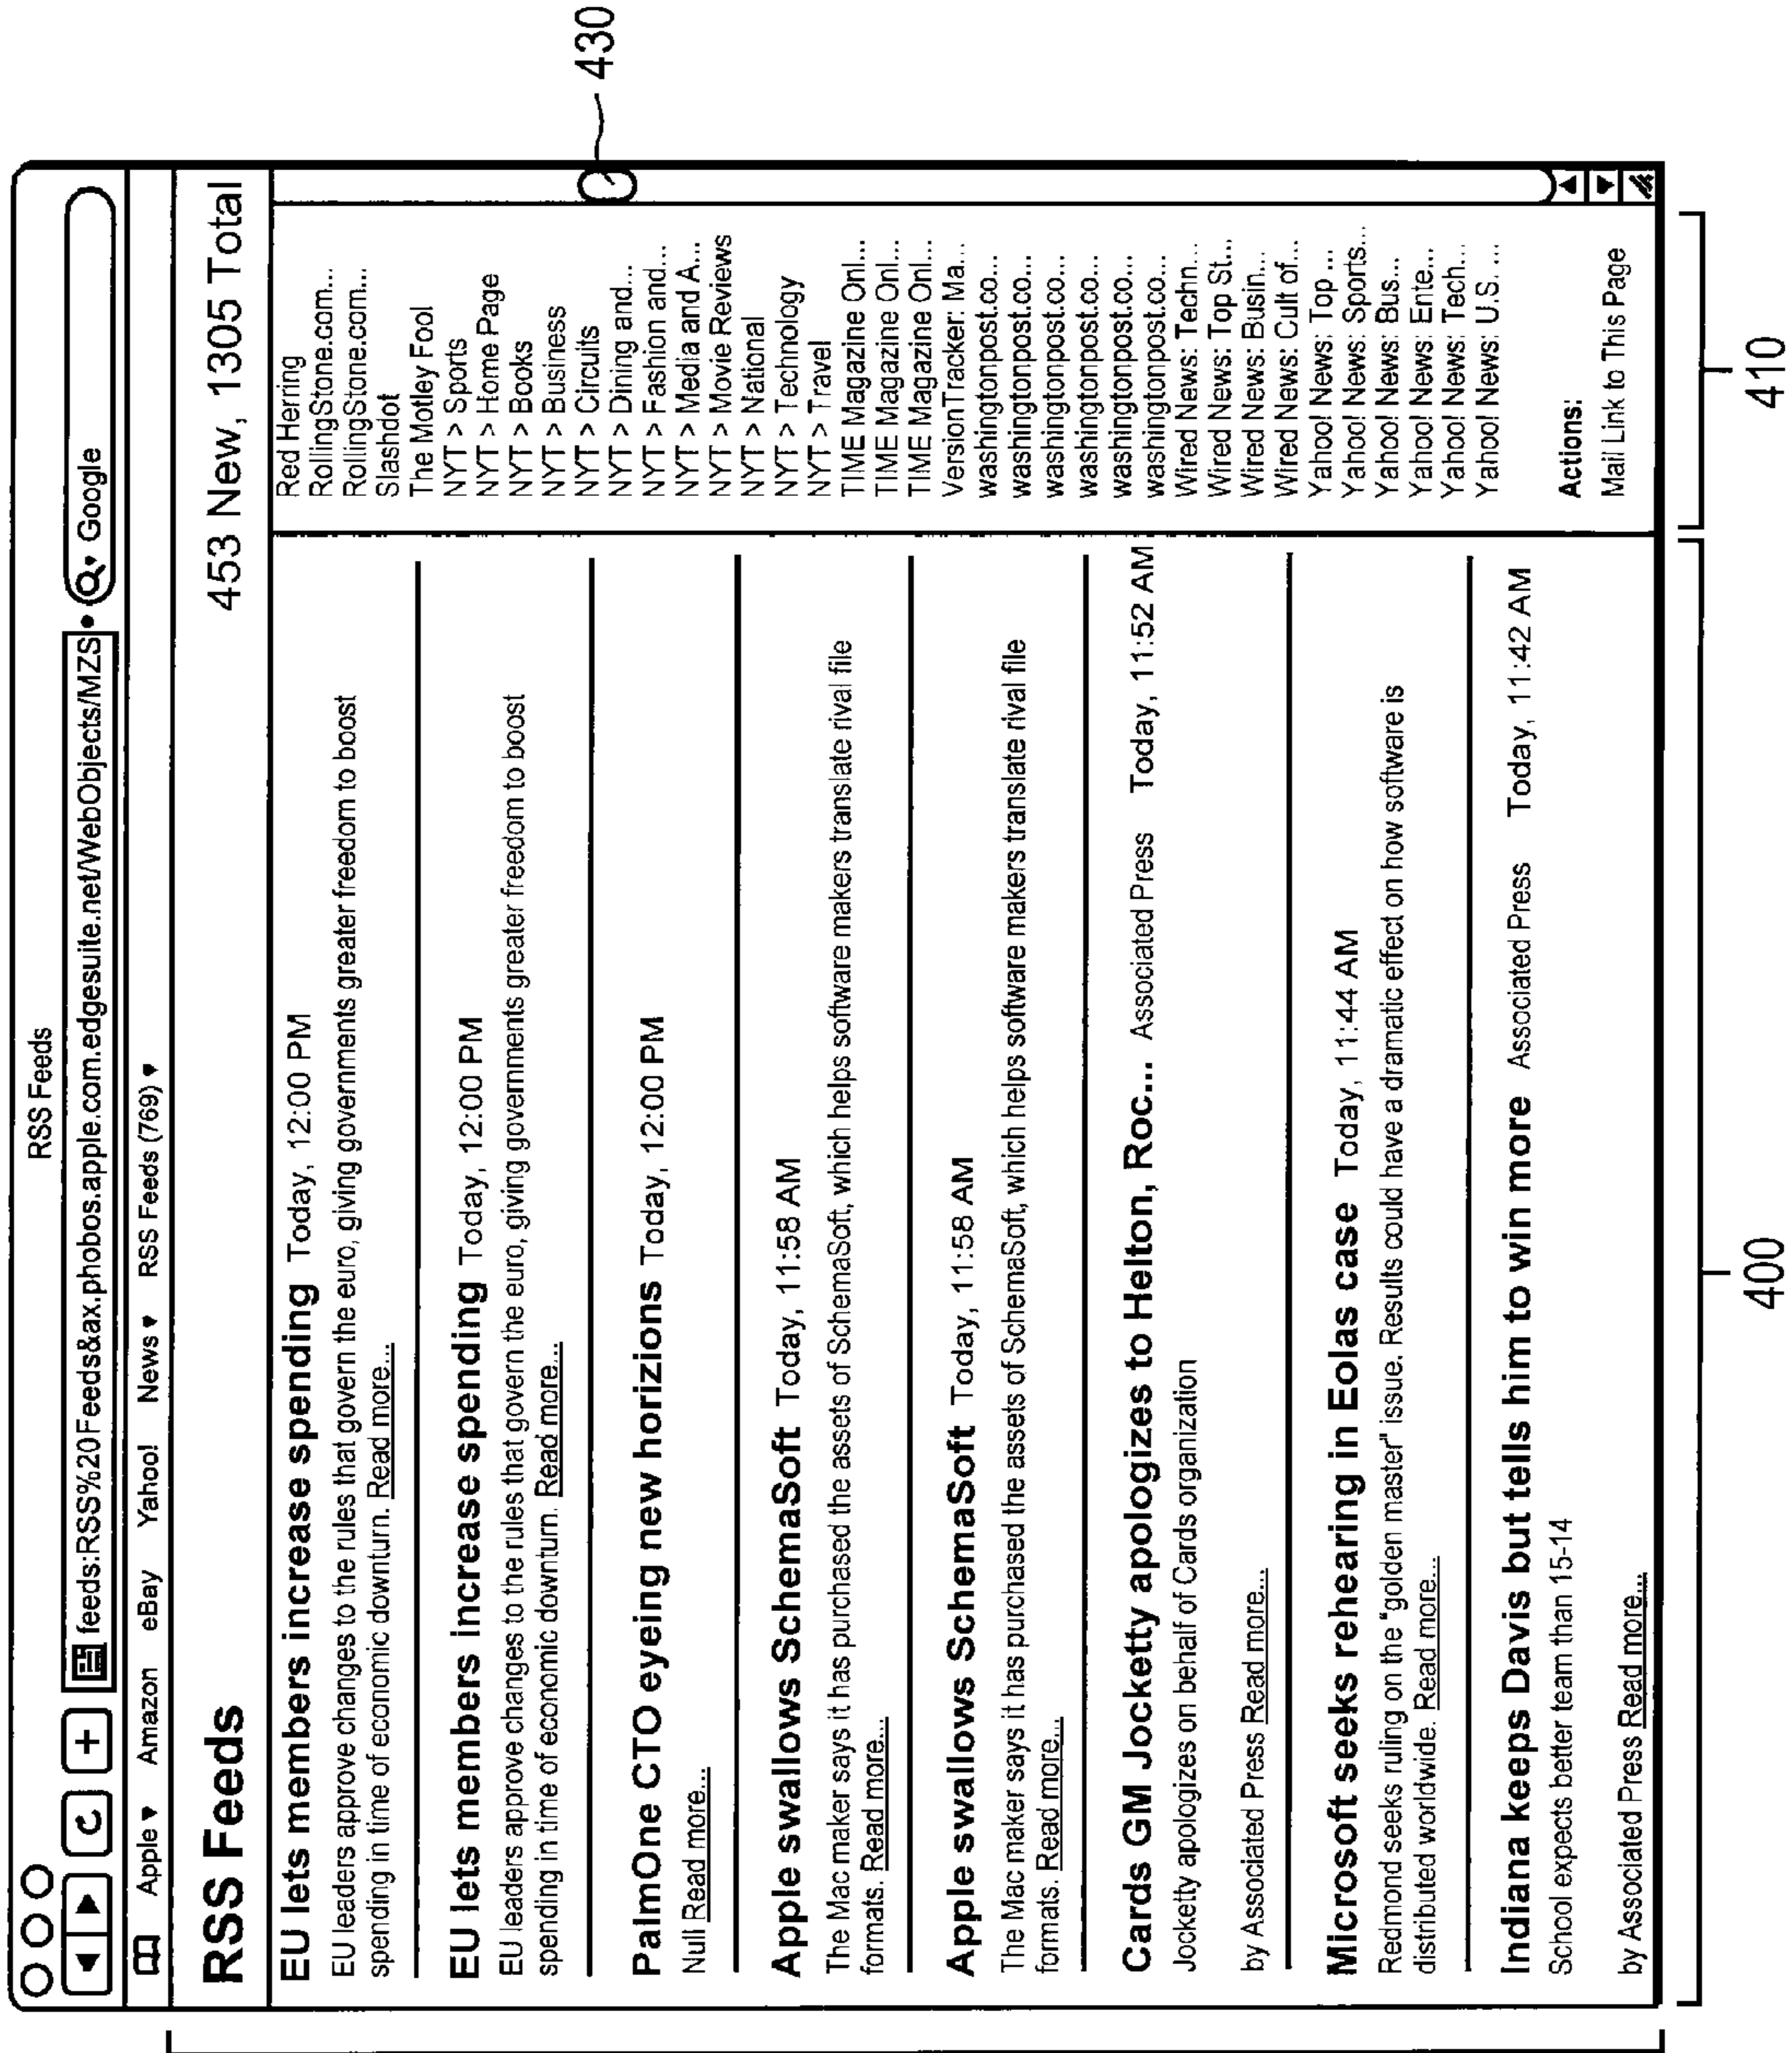 RSS Feeds
feeds:RSS%20Feeds&ax.phobos.apple.com.edgesuite.net/WebObjects/MZS
Google
Apple Amazon eBay Yahoo! News RSS Feeds (769)
RSS Feeds 453 New, 1305 Total
EU lets members increase spending Today, 12:00 PM
EU leaders approve changes to the rules that govern the euro, giving governments greater freedom to boost
spending in time of economic downturn. Read more...
EU lets members increase spending Today, 12:00 PM
EU leaders approve changes to the rules that govern the euro, giving governments greater freedom to boost
spending in time of economic downturn. Read more...
PalmOne CTO eyeing new horizions Today, 12:00 PM
Null Read more...
Apple swallows SchemaSoft Today, 11:58 AM
The Mac maker says it has purchased the assets of SchemaSoft, which helps software makers translate rival file
formats. Read more...
Apple swallows SchemaSoft Today, 11:58 AM
The Mac maker says it has purchased the assets of SchemaSoft, which helps software makers translate rival file
formats. Read more...
Cards GM Jocketty apologizes to Helton, Roc... Associated Press Today, 11:52 AM
Jocketty apologizes on behalf of Cards organization
by Associated Press Read more...
Microsoft seeks rehearing in Eolas case Today, 11:44 AM
Redmond seeks ruling on the "golden master" issue. Results could have a dramatic effect on how software is
distributed worldwide. Read more...
Indiana keeps Davis but tells him to win more Associated Press Today, 11:42 AM
School expects better team than 15-14
by Associated Press Read more...
Red Herring
RollingStone.com...
RollingStone.com...
Slashdot
The Motley Fool
NYT > Sports
NYT > Home Page
NYT > Books
NYT > Business
NYT > Circuits
NYT > Dining and...
NYT > Fashion and...
NYT > Media and A...
NYT > Movie Reviews
NYT > National
NYT > Technology
NYT > Travel
TIME Magazine Onl...
TIME Magazine Onl...
TIME Magazine Onl...
VersionTracker: Ma...
washingtonpost.co...
washingtonpost.co...
washingtonpost.co...
washingtonpost.co...
washingtonpost.co...
washingtonpost.co...
Wired News: Techn...
Wired News: Top St...
Wired News: Busin...
Wired News: Cult of...
Yahoo! News: Top ...
Yahoo! News: Sports...
Yahoo! News: Bus...
Yahoo! News: Ente...
Yahoo! News: Tech...
Yahoo! News: U.S. ...
Actions:
Mail Link to This Page
430
400
410